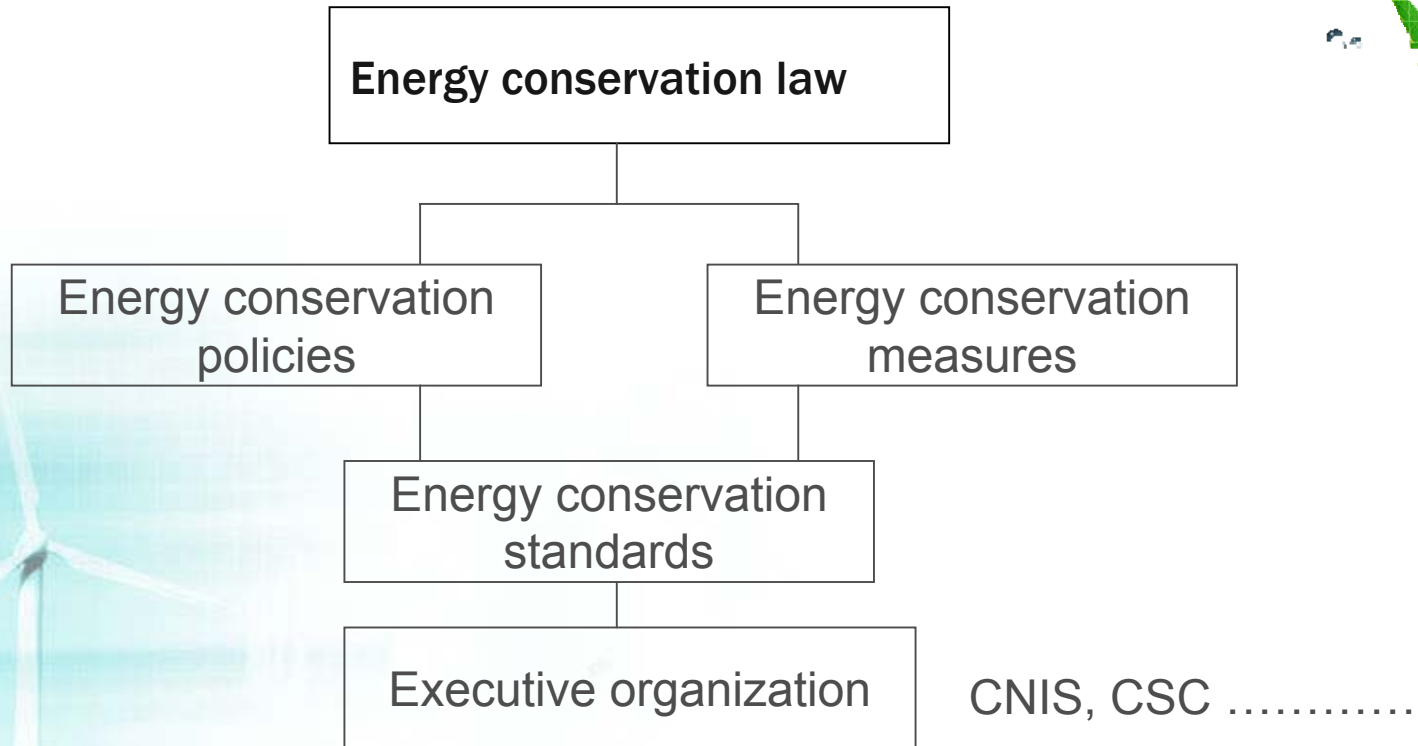 Energy conservation law
Energy conservation
policies
Energy conservation
measures
Energy conservation
standards
Executive organization
CNIS, CSC …………